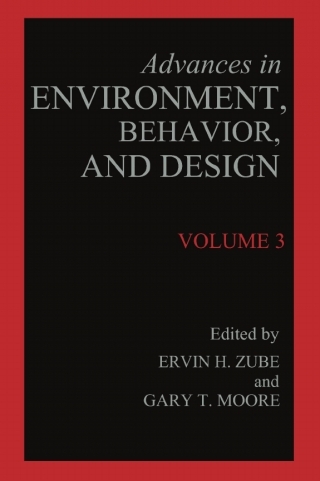 Advances in
ENVIRONMENT,
BEHAVIOR,
AND DESIGN
VOLUME 3
Edited by
ERVIN H. ZUBE
and
GARY T. MOORE